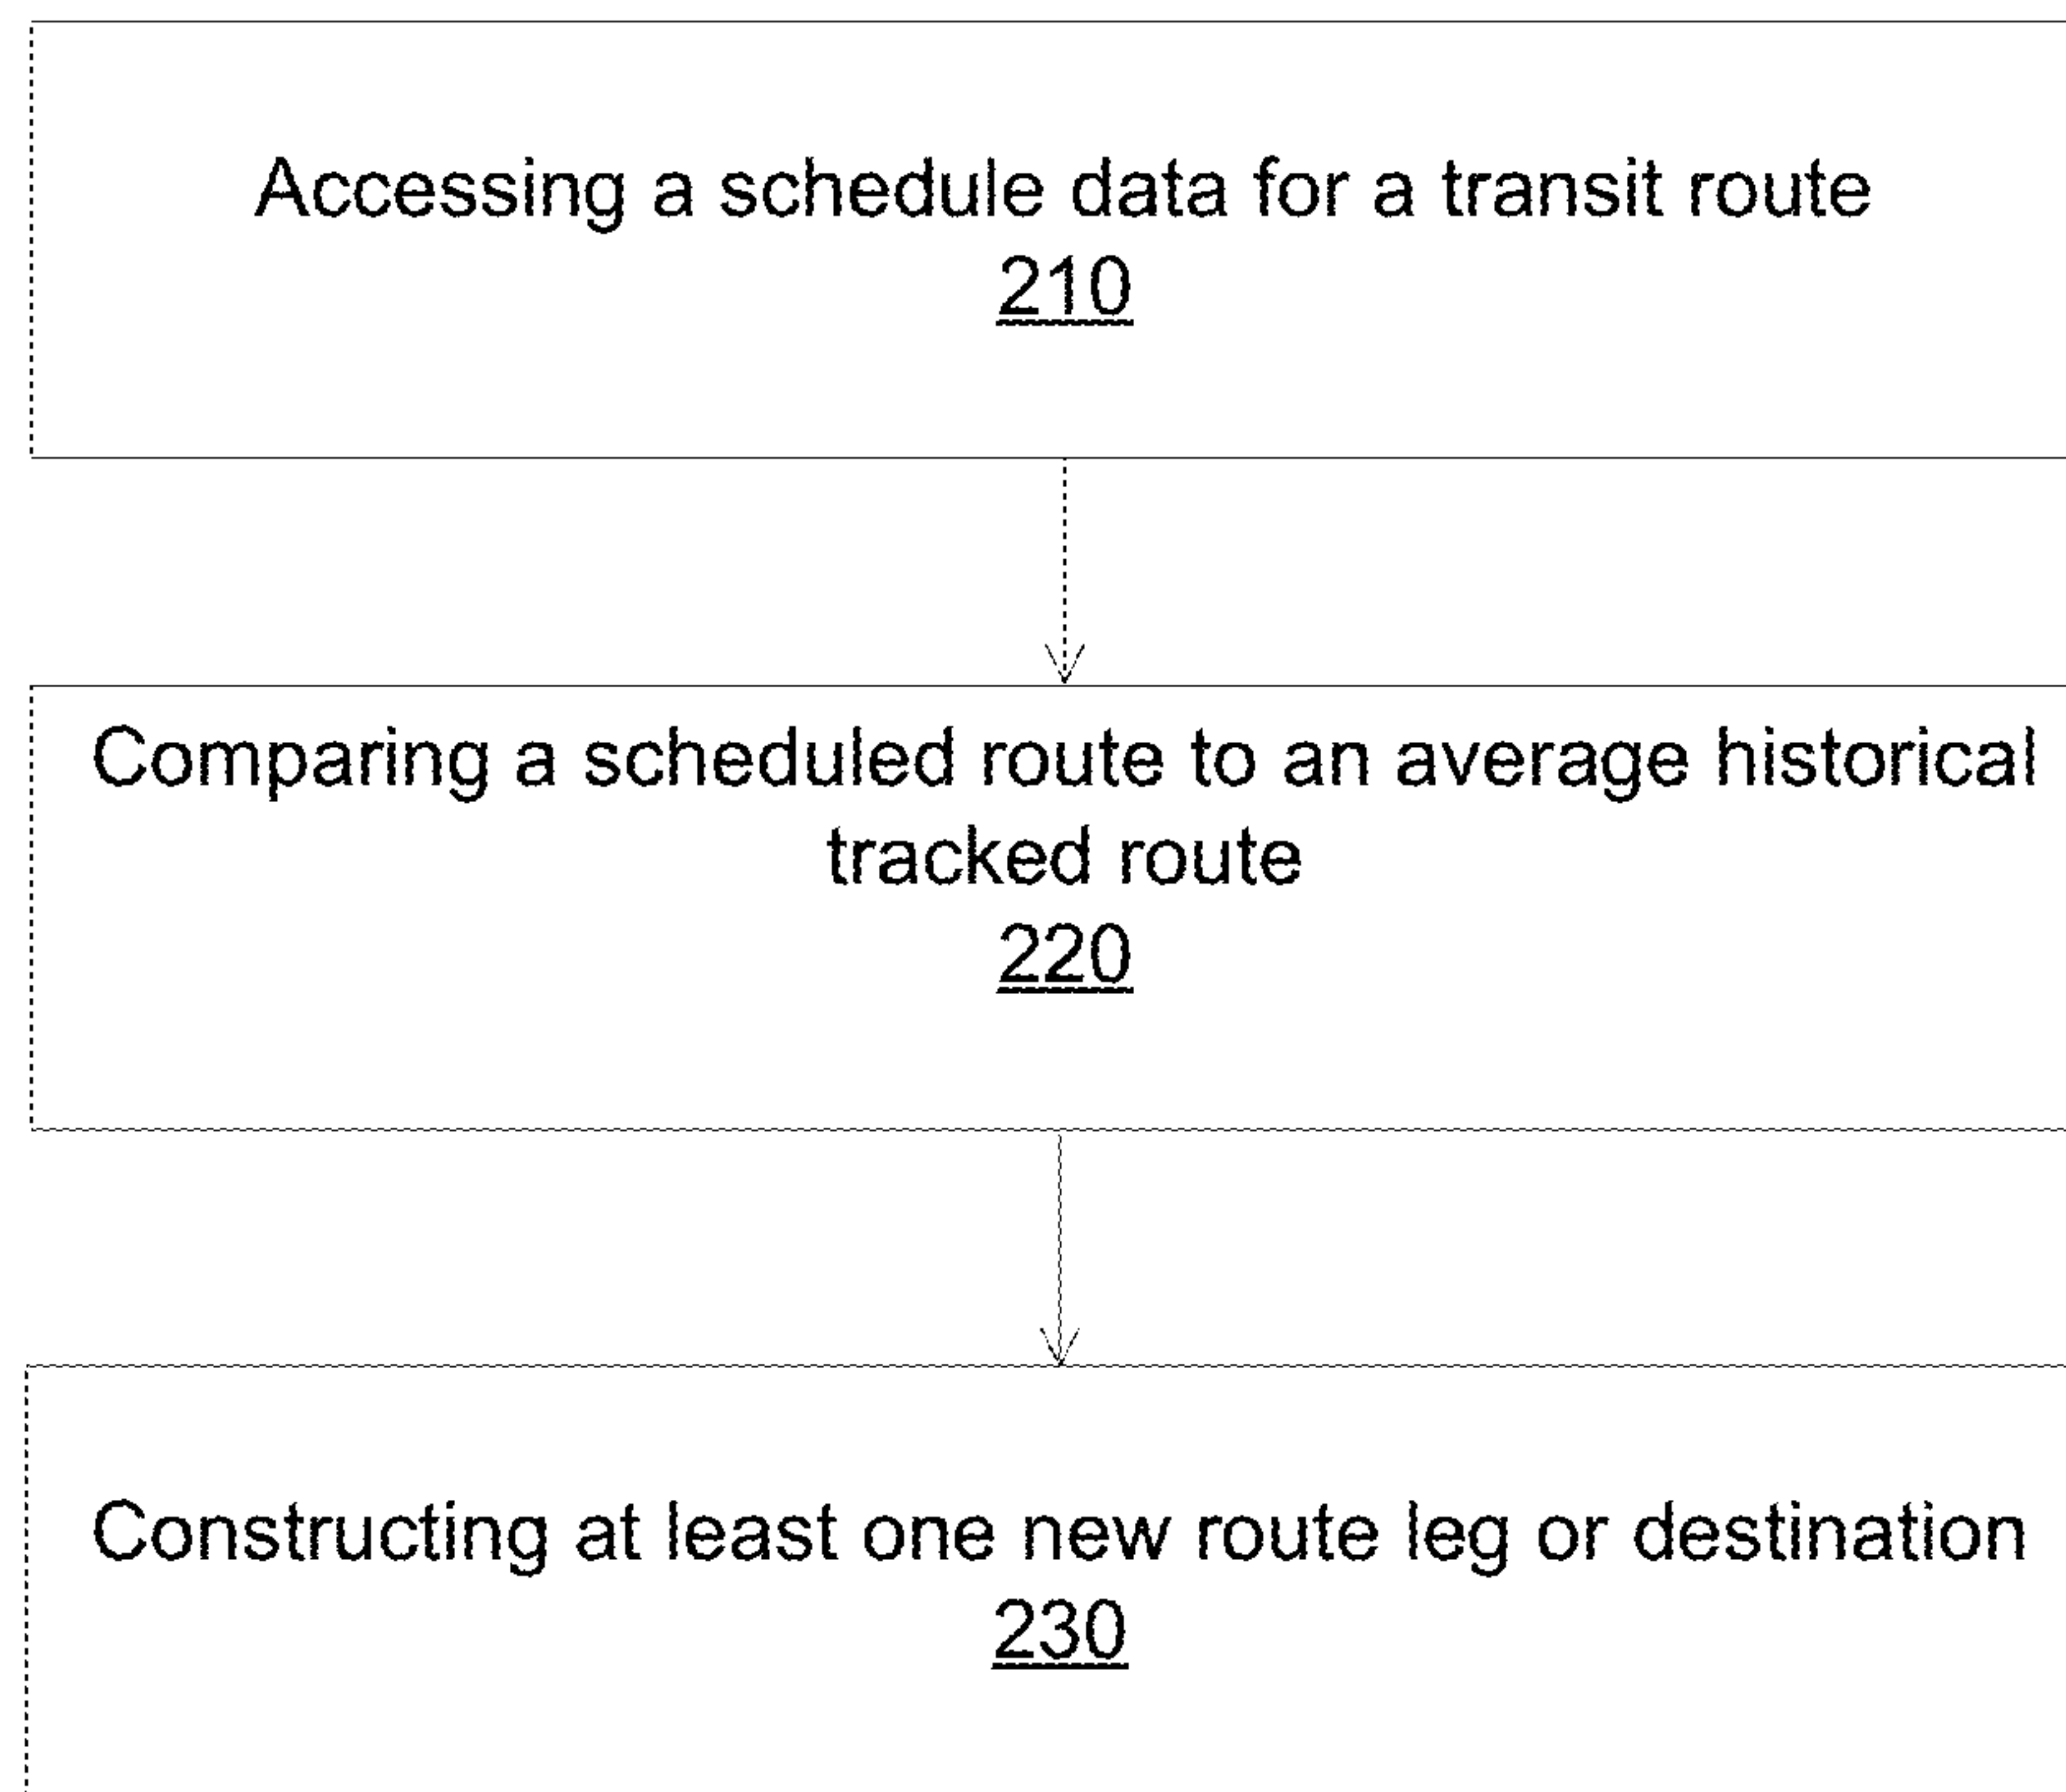 Accessing a schedule data for a transit route
210
Comparing a scheduled route to an average historical
tracked route
220
Constructing at least one new route leg or destination
230